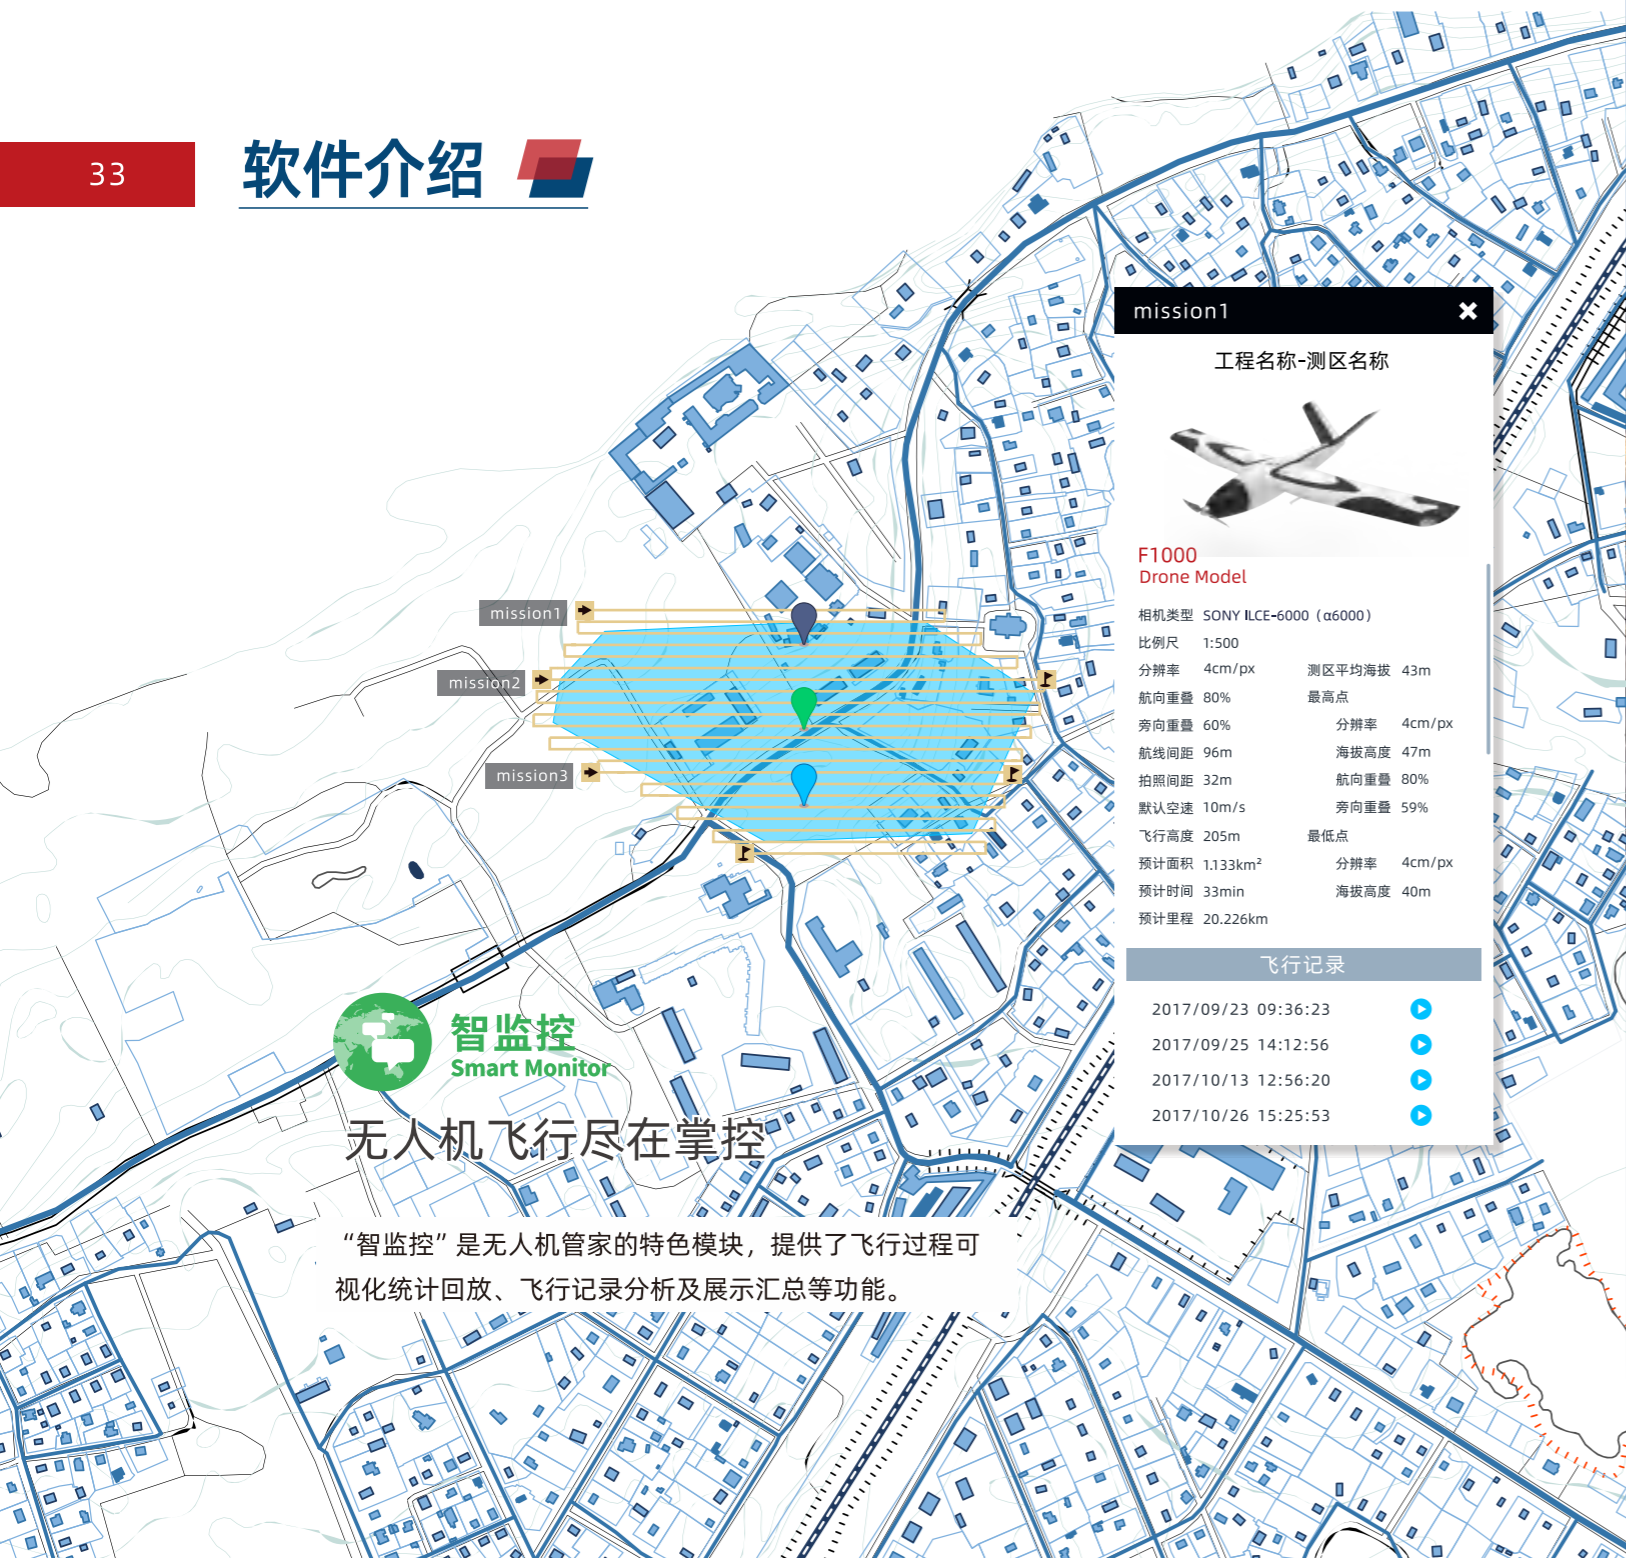 33
软件介绍
mission1
mission2
mission3
智监控
Smart Monitor
无人机飞行尽在掌控
“智监控”是无人机管家的特色模块，提供了飞行过程可
视化统计回放、飞行记录分析及展示汇总等功能。
mission1
工程名称-测区名称
F1000
Drone Model
相机类型 SONY ILCE-6000（α6000）
比例尺 1:500
分辨率 4cm/px 测区平均海拔 43m
航向重叠 80% 最高点
旁向重叠 60% 分辨率 4cm/px
航线间距 96m 海拔高度 47m
拍照间距 32m 航向重叠 80%
默认空速 10m/s 旁向重叠 59%
飞行高度 205m 最低点
预计面积 1.133km² 分辨率 4cm/px
预计时间 33min 海拔高度 40m
预计里程 20.226km
飞行记录
2017/09/23 09:36:23
2017/09/25 14:12:56
2017/10/13 12:56:20
2017/10/26 15:25:53